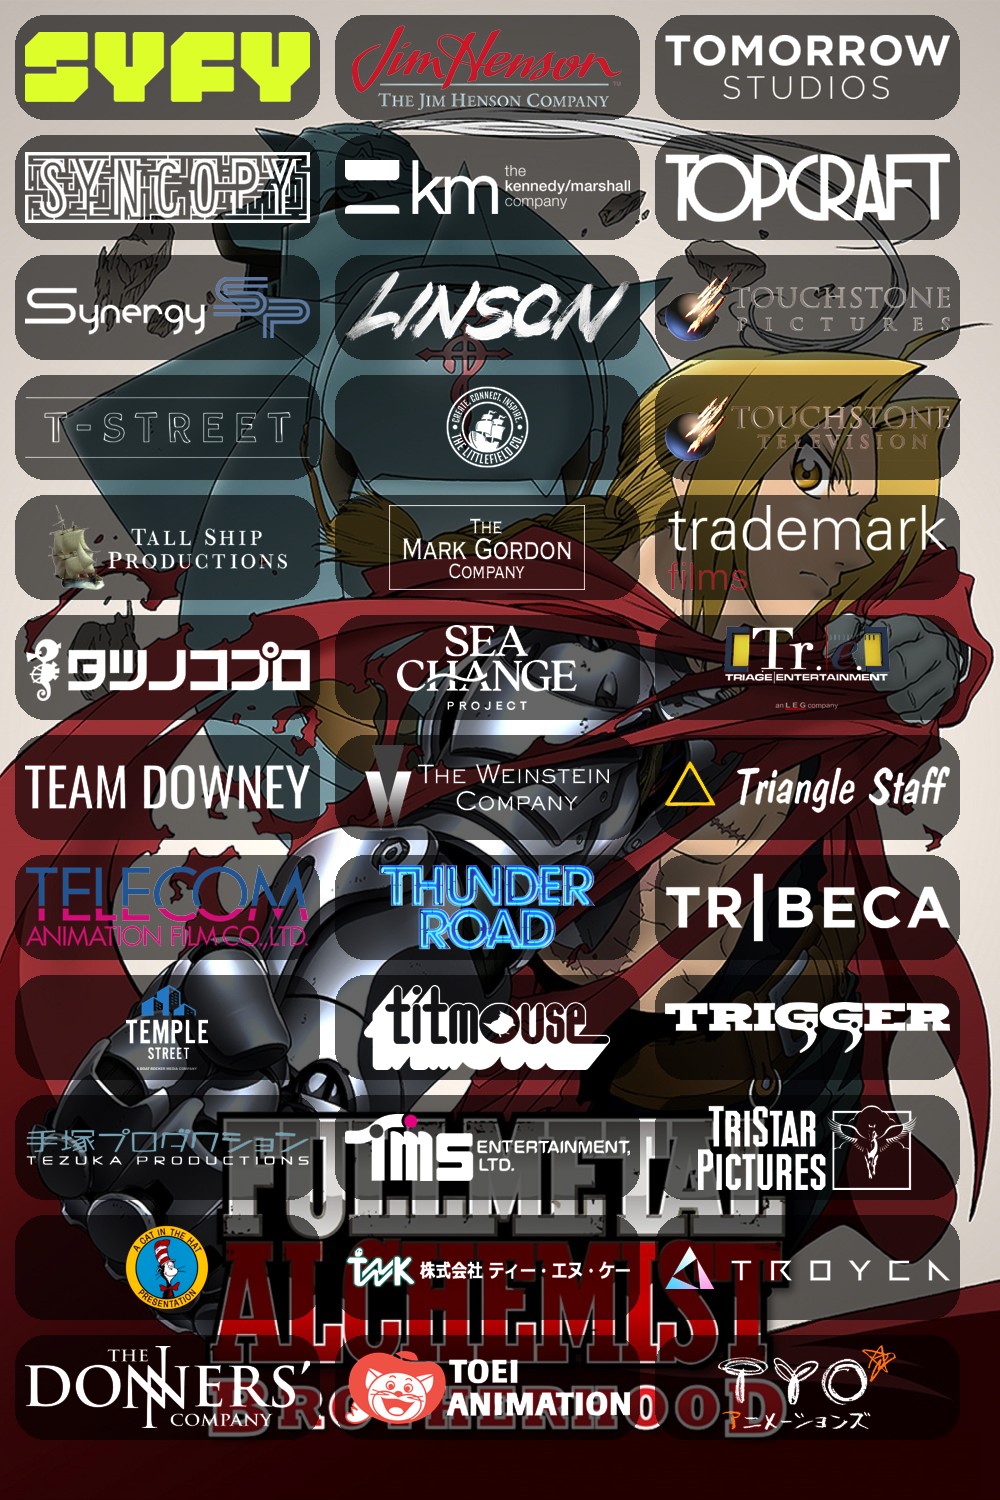 SYFY
Jim Henson™
THE JIM HENSON COMPANY
TOMORROW
STUDIOS
SYNCOPY
km
the
kennedy/marshall
company
TOPCRAFT
Synergy SP
LINSON
TOUCHSTONE
PICTURES
T-STREET
CREATE, CONNECT, INSPIRE
THE LITTLEFIELD CO.
TOUCHSTONE
TELEVISION
TALL SHIP
PRODUCTIONS
THE
MARK GORDON
COMPANY
trademark
films
タツノコプロ
SEA
CHANGE
PROJECT
Tr.e.
TRIAGE ENTERTAINMENT
an LEG company
TEAM DOWNEY
THE WEINSTEIN
COMPANY
Triangle Staff
TELECOM
ANIMATION FILM CO.,LTD.
THUNDER
ROAD
TR|BECA
TEMPLE
STREET
A BOAT ROCKER MEDIA COMPANY
titmouse
TRIGGER
手塚プロダクション
TEZUKA PRODUCTIONS
TMS
ENTERTAINMENT,
LTD.
TRISTAR
PICTURES
A CAT IN THE HAT
PRESENTATION
TNK 株式会社 ティー・エヌ・ケー
TROYCA
THE
DONNERS'
COMPANY
TOEI
ANIMATION
TYO
アニメーションズ
FULLMETAL
ALCHEMIST
BROTHERHOOD